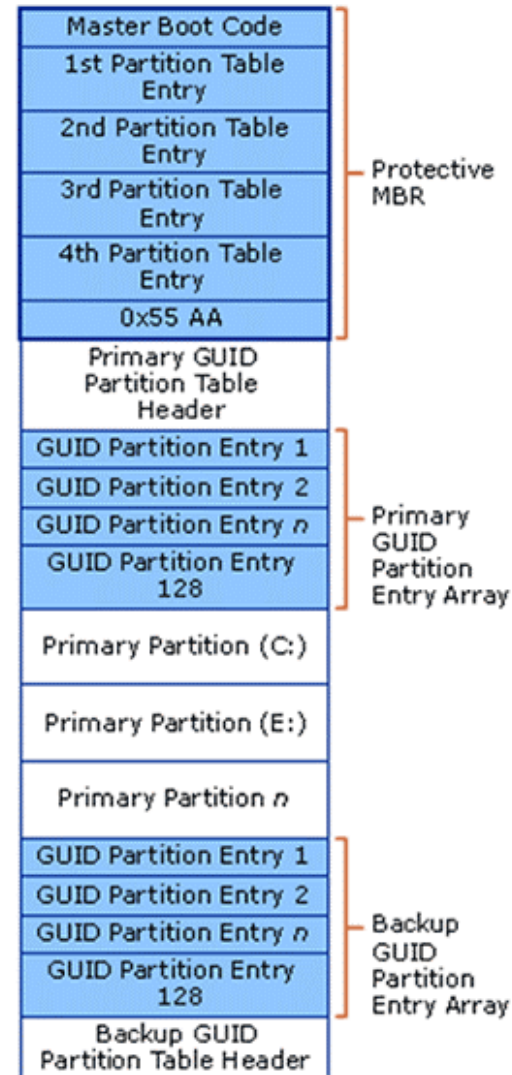 Master Boot Code
1st Partition Table
Entry
2nd Partition Table
Entry
3rd Partition Table
Entry
4th Partition Table
Entry
0x55 AA
Protective
MBR
Primary GUID
Partition Table
Header
GUID Partition Entry 1
GUID Partition Entry 2
GUID Partition Entry n
GUID Partition Entry
128
Primary
GUID
Partition
Entry Array
Primary Partition (C:)
Primary Partition (E:)
Primary Partition n
GUID Partition Entry 1
GUID Partition Entry 2
GUID Partition Entry n
GUID Partition Entry
128
Backup
GUID
Partition
Entry Array
Backup GUID
Partition Table Header